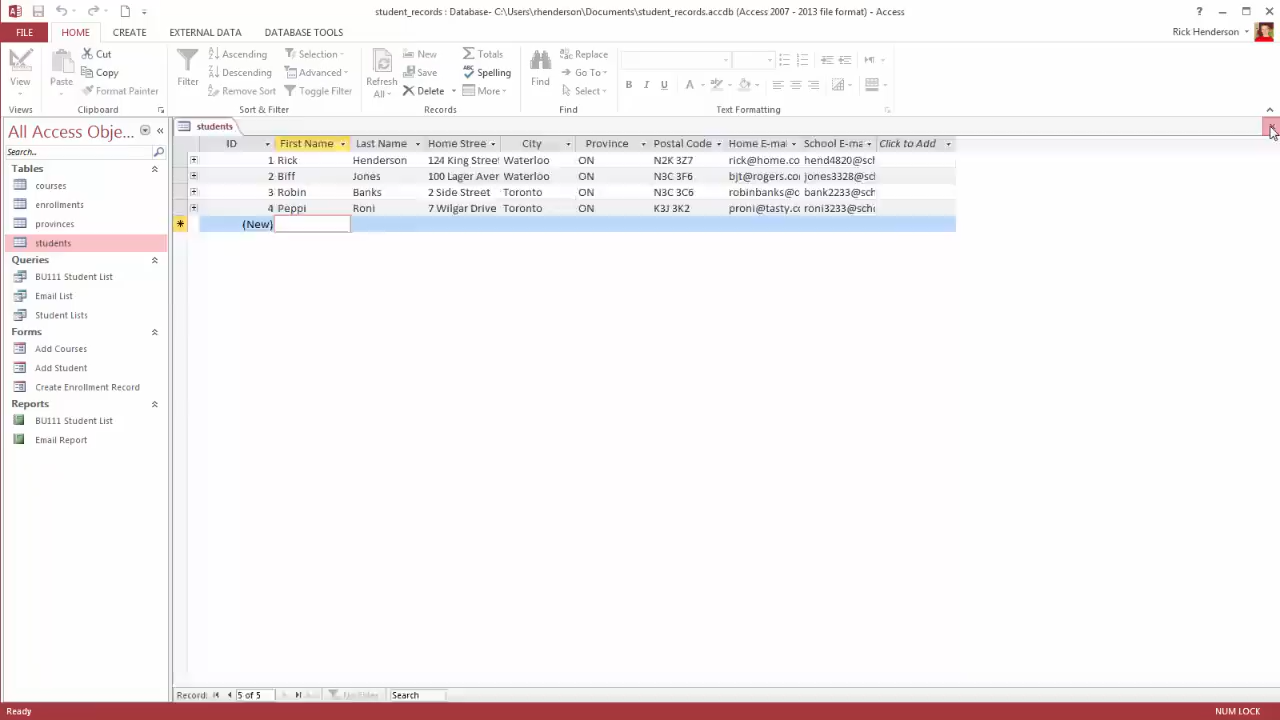 student_records : Database- C:\Users\rhenderson\Documents\student_records.accdb (Access 2007 - 2013 file format) - Access
FILE HOME CREATE EXTERNAL DATA DATABASE TOOLS Rick Henderson
View Paste Cut Copy Format Painter
Filter Ascending Descending Remove Sort Selection Advanced Toggle Filter
Refresh All New Save Delete Totals Spelling More
Find Replace Go To Select
Views Clipboard Sort & Filter Records Find Text Formatting
All Access Obje...
Search..
Tables
courses
enrollments
provinces
students
Queries
BU111 Student List
Email List
Student Lists
Forms
Add Courses
Add Student
Create Enrollment Record
Reports
BU111 Student List
Email Report
students
ID First Name Last Name Home Stree City Province Postal Code Home E-ma School E-ma Click to Add
1 Rick Henderson 124 King Street Waterloo ON N2K 3Z7 rick@home.co hend4820@sch
2 Biff Jones 100 Lager Aver Waterloo ON N3C 3F6 bjt@rogers.co jones3328@sc
3 Robin Banks 2 Side Street Toronto ON N3C 3C6 robinbanks@ bank2233@sch
4 Peppi Roni 7 Wilgar Drive Toronto ON K3J 3K2 proni@tasty.co roni3233@scho
(New)
Record: 5 of 5 No Filter Search
Ready NUM LOCK